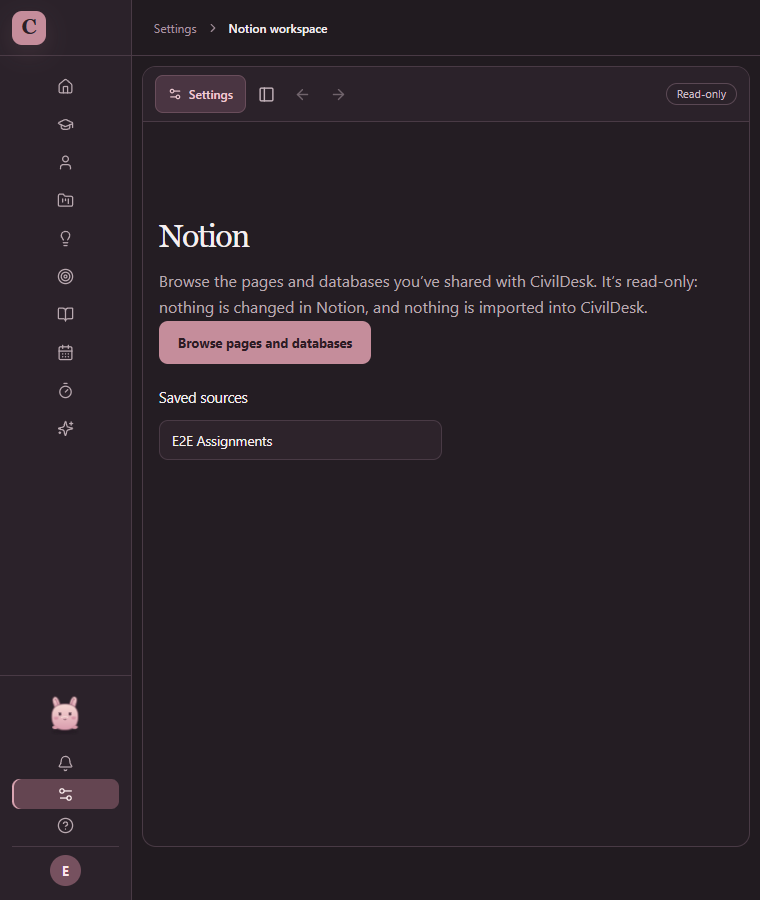 C
Settings > Notion workspace
Settings
Read-only
Notion
Browse the pages and databases you’ve shared with CivilDesk. It’s read-only:
nothing is changed in Notion, and nothing is imported into CivilDesk.
Browse pages and databases
Saved sources
E2E Assignments
E